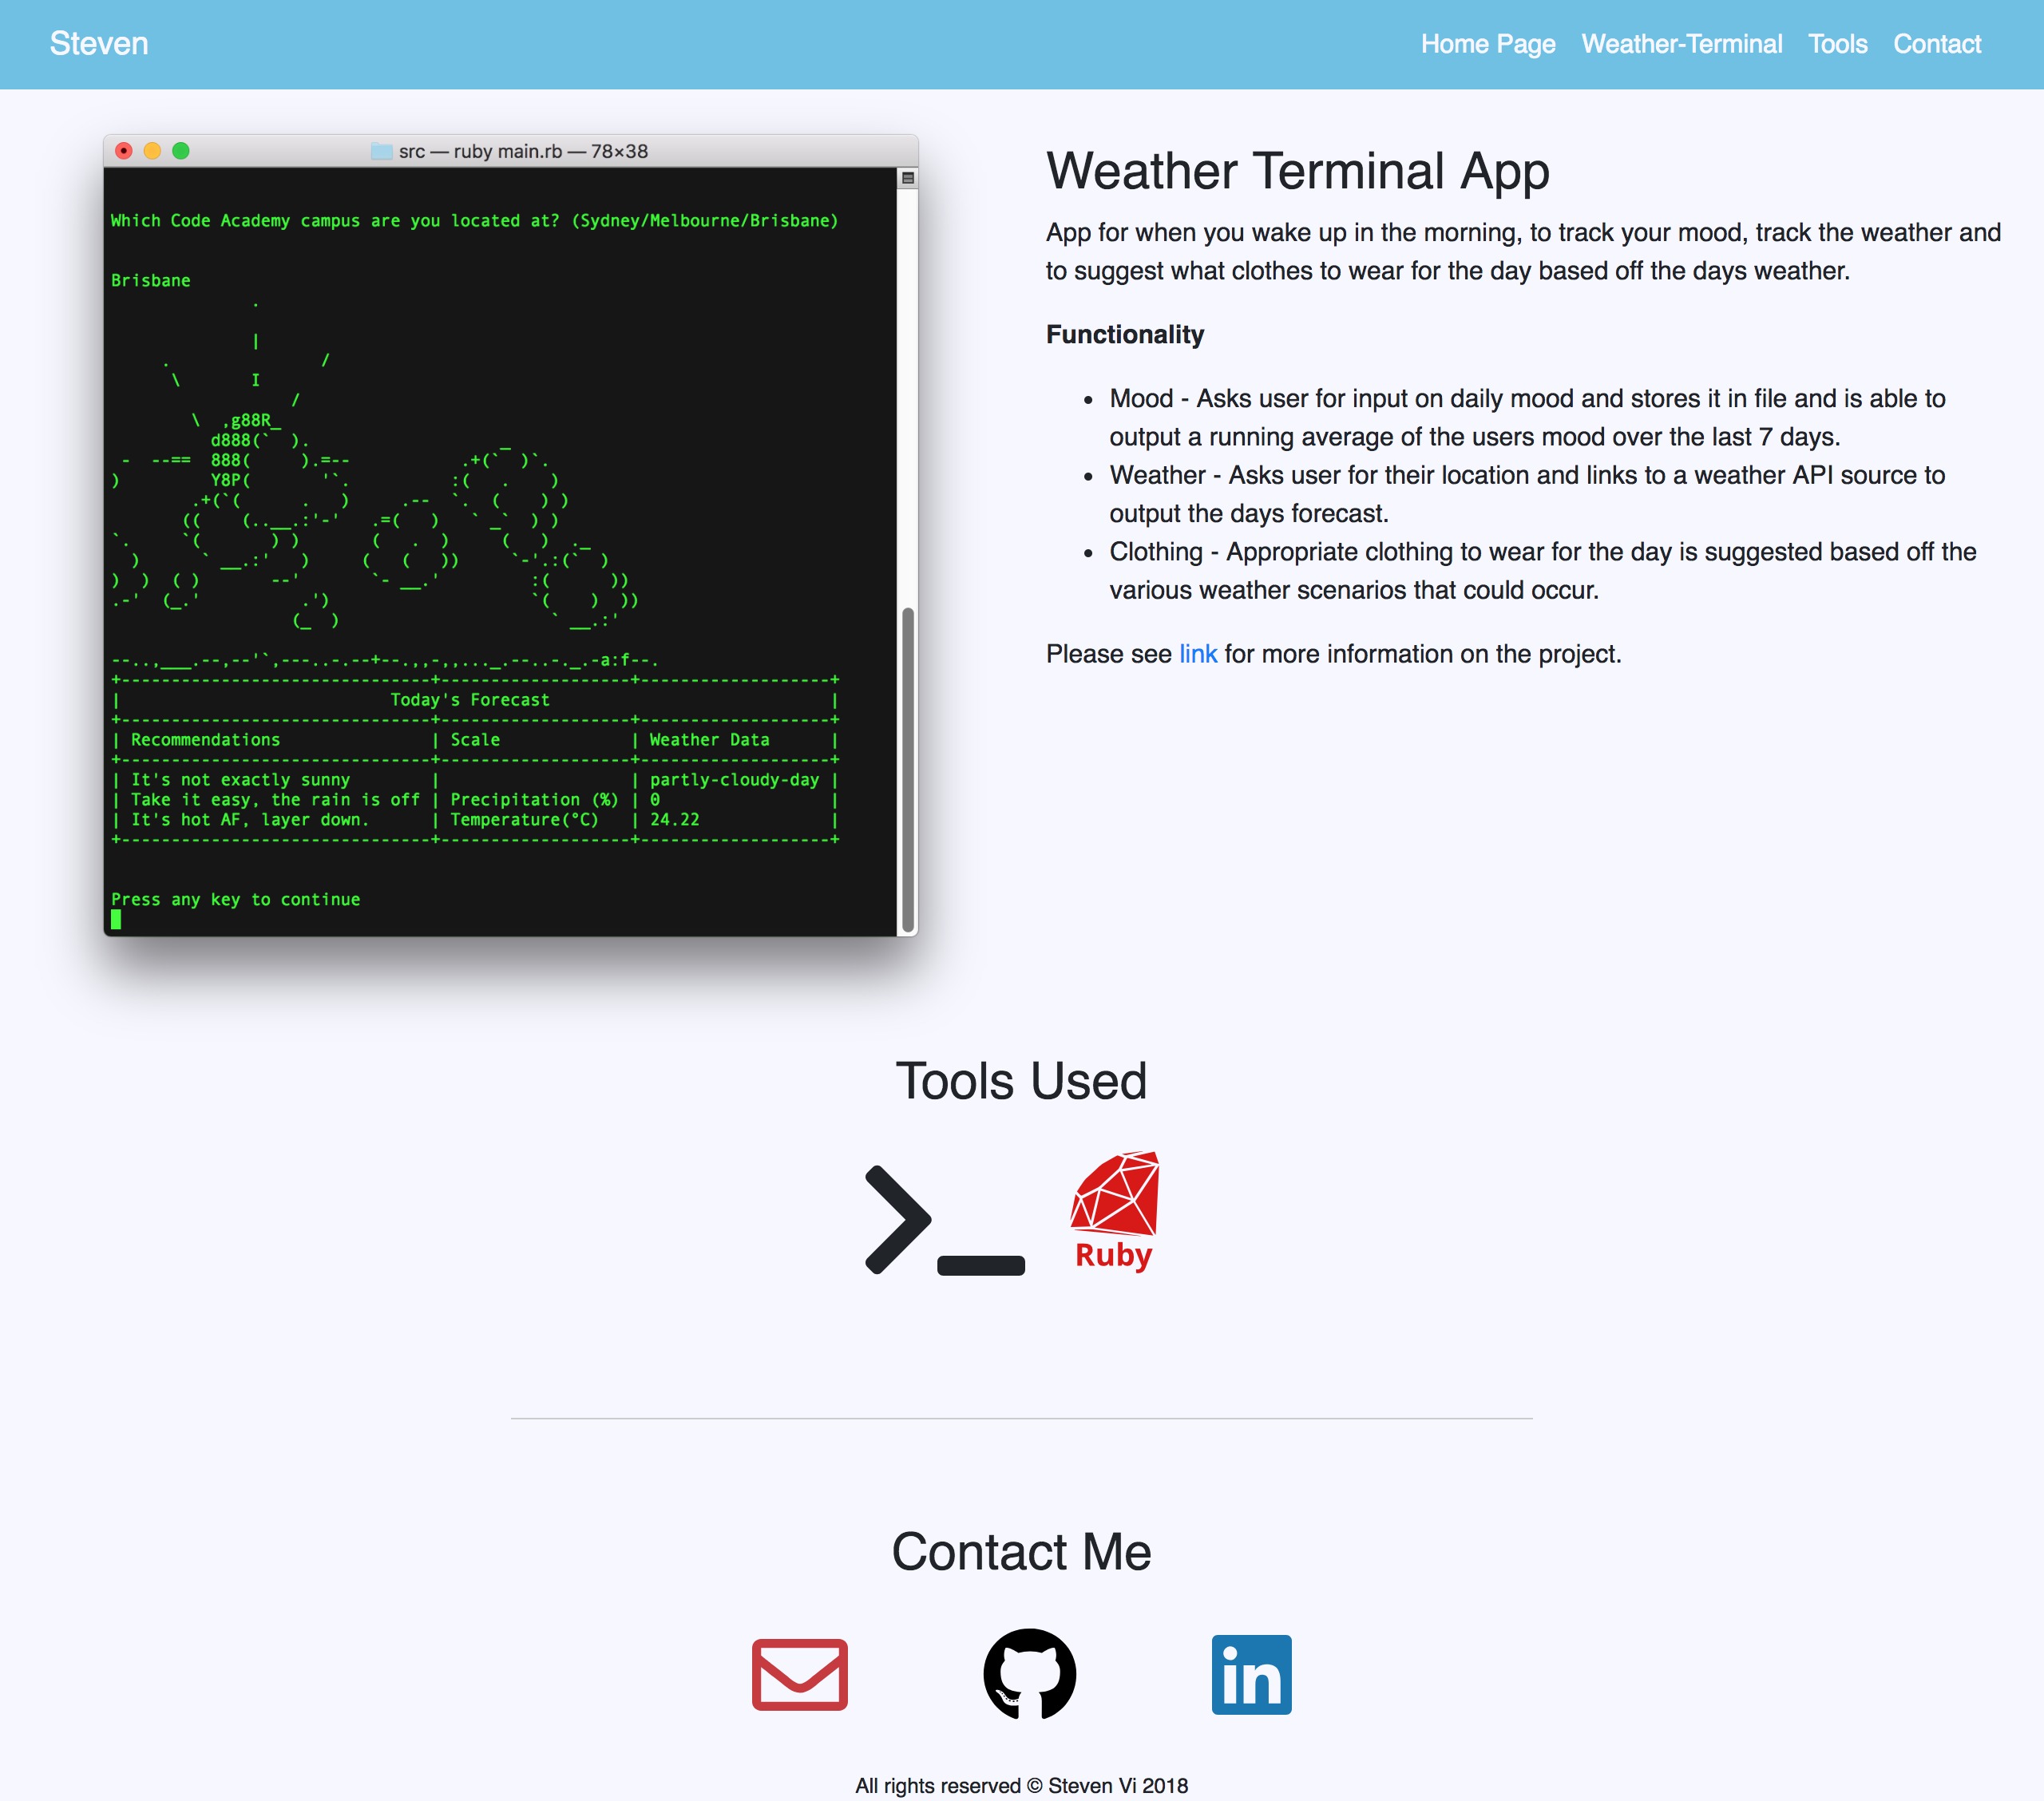 Steven
Home Page Weather-Terminal Tools Contact
src — ruby main.rb — 78×38
Which Code Academy campus are you located at? (Sydney/Melbourne/Brisbane)
Brisbane
Today's Forecast
| Recommendations | Scale | Weather Data |
| It's not exactly sunny | | partly-cloudy-day |
| Take it easy, the rain is off | Precipitation (%) | 0 |
| It's hot AF, layer down. | Temperature(°C) | 24.22 |
Press any key to continue
Weather Terminal App
App for when you wake up in the morning, to track your mood, track the weather and
to suggest what clothes to wear for the day based off the days weather.
Functionality
• Mood - Asks user for input on daily mood and stores it in file and is able to
output a running average of the users mood over the last 7 days.
• Weather - Asks user for their location and links to a weather API source to
output the days forecast.
• Clothing - Appropriate clothing to wear for the day is suggested based off the
various weather scenarios that could occur.
Please see link for more information on the project.
Tools Used
Ruby
Contact Me
in
All rights reserved © Steven Vi 2018